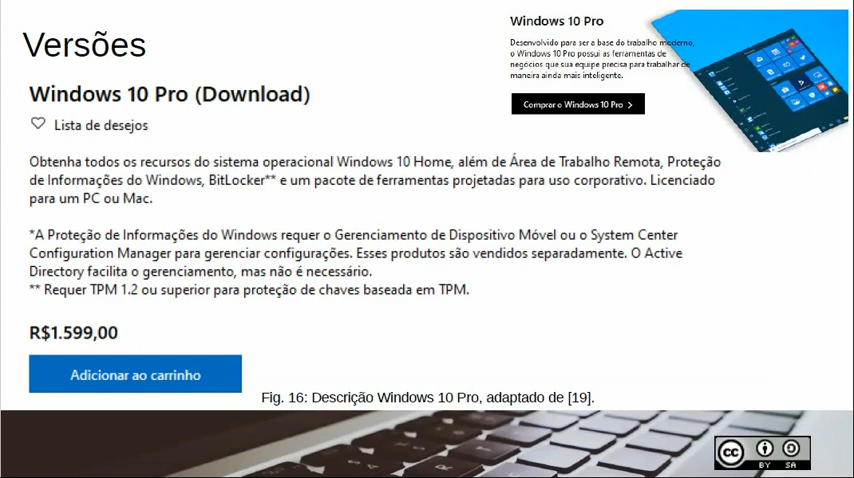 Versões
Windows 10 Pro
Desenvolvido para ser a base do trabalho moderno,
o Windows 10 Pro possui as ferramentas de
negócios que sua equipe precisa para trabalhar de
maneira ainda mais inteligente.
Comprar o Windows 10 Pro >
Windows 10 Pro (Download)
Lista de desejos
Obtenha todos os recursos do sistema operacional Windows 10 Home, além de Área de Trabalho Remota, Proteção
de Informações do Windows, BitLocker** e um pacote de ferramentas projetadas para uso corporativo. Licenciado
para um PC ou Mac.
*A Proteção de Informações do Windows requer o Gerenciamento de Dispositivo Móvel ou o System Center
Configuration Manager para gerenciar configurações. Esses produtos são vendidos separadamente. O Active
Directory facilita o gerenciamento, mas não é necessário.
** Requer TPM 1.2 ou superior para proteção de chaves baseada em TPM.
R$1.599,00
Adicionar ao carrinho
Fig. 16: Descrição Windows 10 Pro, adaptado de [19].
cc
BY SA